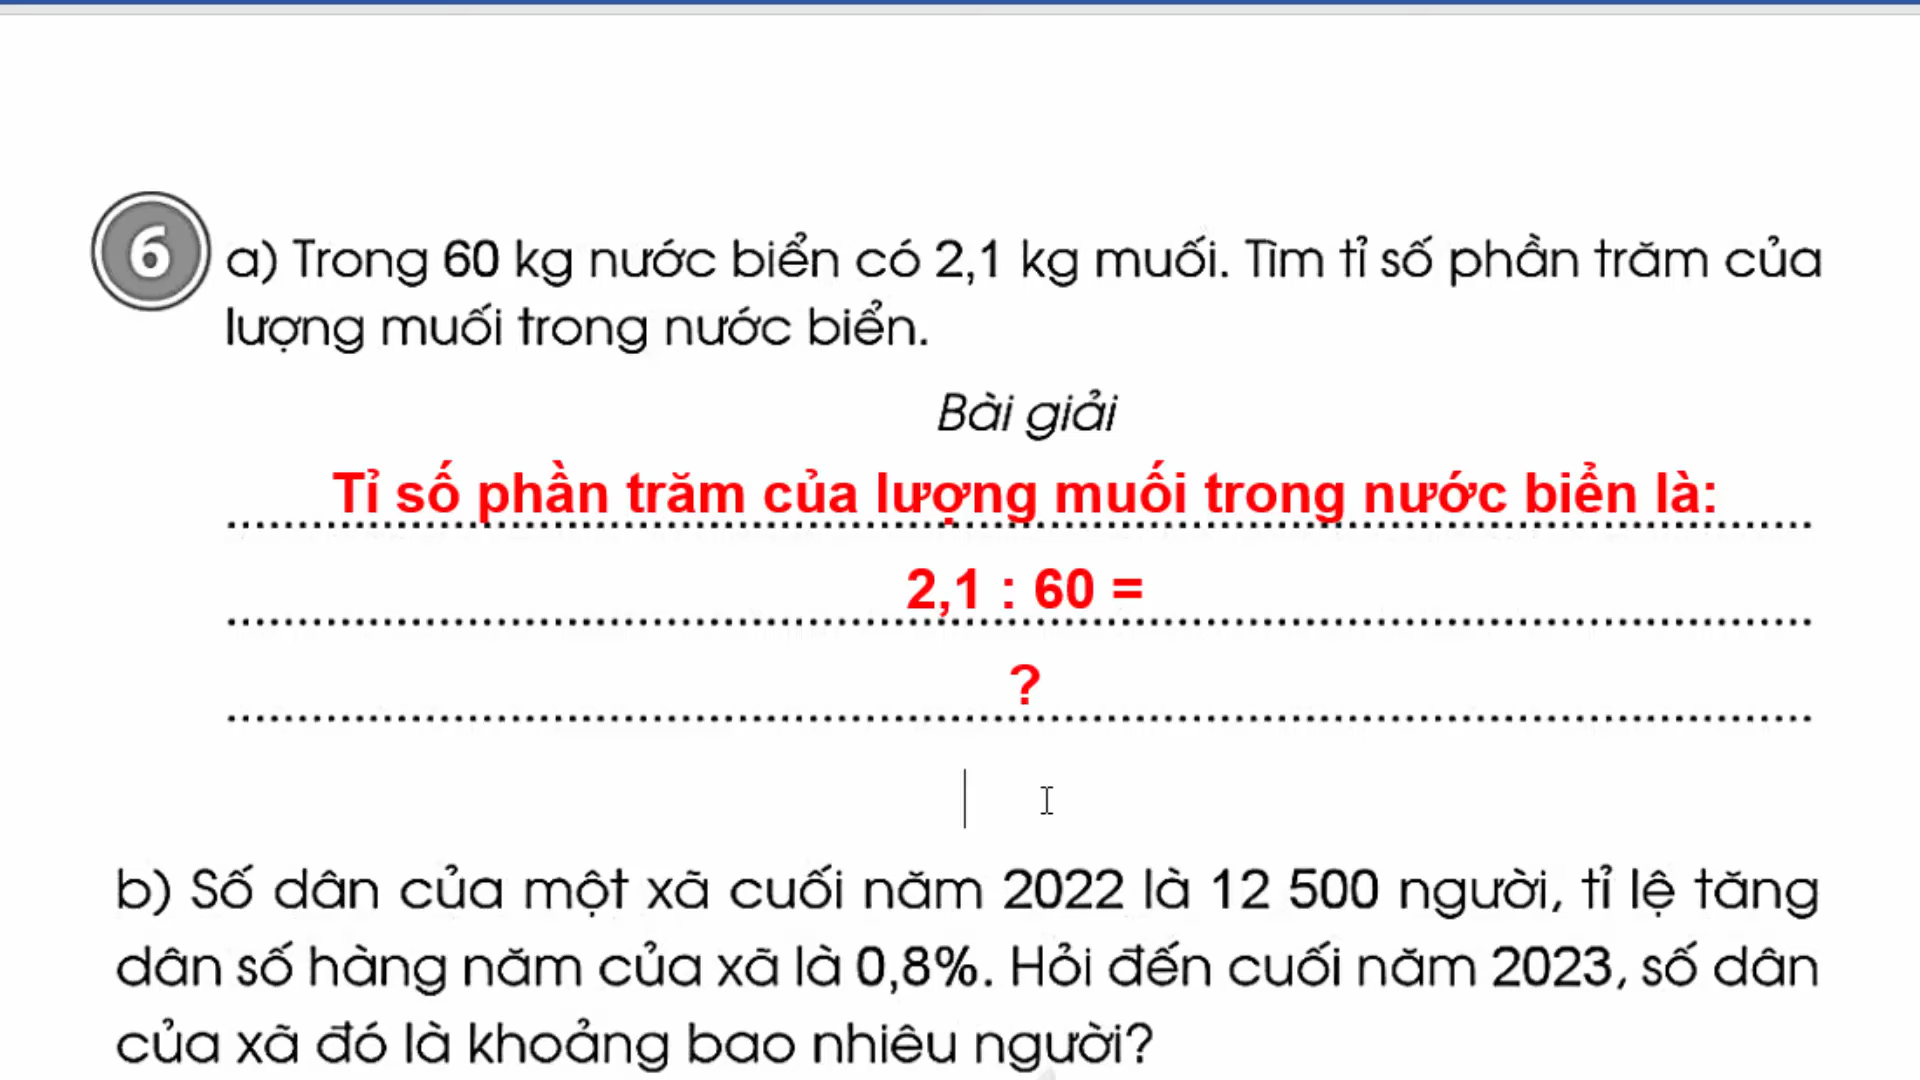 6
a) Trong 60 kg nước biển có 2,1 kg muối. Tìm tỉ số phần trăm của
lượng muối trong nước biển.
Bài giải
Tỉ số phần trăm của lượng muối trong nước biển là:
2,1 : 60 =
?
b) Số dân của một xã cuối năm 2022 là 12 500 người, tỉ lệ tăng
dân số hàng năm của xã là 0,8%. Hỏi đến cuối năm 2023, số dân
của xã đó là khoảng bao nhiêu người?